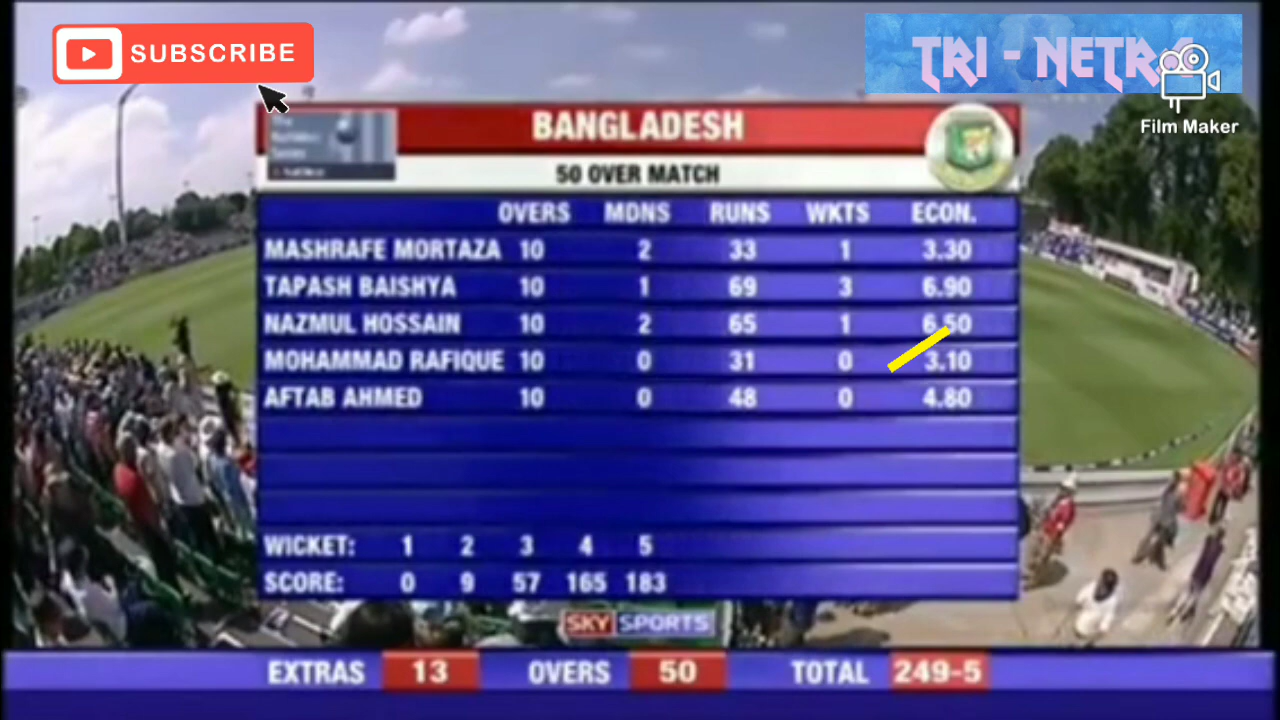 SUBSCRIBE
TRI - NETRA
Film Maker
BANGLADESH
50 OVER MATCH
OVERS MDNS RUNS WKTS ECON.
MASHRAFE MORTAZA 10 2 33 1 3.30
TAPASH BAISHYA 10 1 69 3 6.90
NAZMUL HOSSAIN 10 2 65 1 6.50
MOHAMMAD RAFIQUE 10 0 31 0 3.10
AFTAB AHMED 10 0 48 0 4.80
WICKET: 1 2 3 4 5
SCORE: 0 9 57 165 183
SKY SPORTS
EXTRAS 13 OVERS 50 TOTAL 249-5